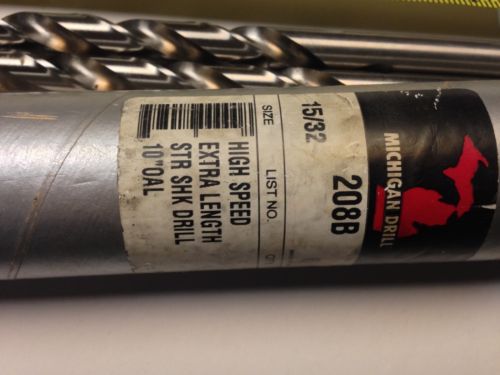 MICHIGAN DRILL
208B
15/32
SIZE
LIST NO.
HIGH SPEED
EXTRA LENGTH
STR SHK DRILL
10"OAL